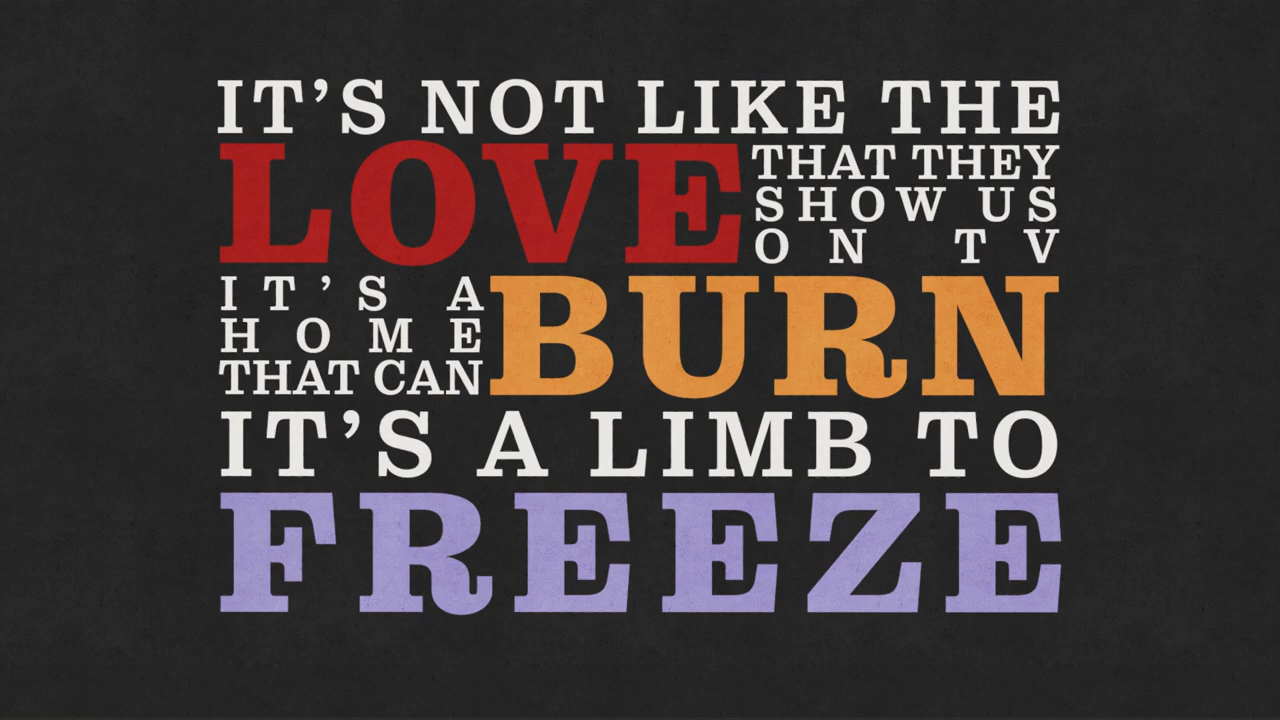 IT’S NOT LIKE THE
LOVE
THAT THEY
SHOW US
ON TV
IT’S A
HOME
THAT CAN
BURN
IT’S A LIMB TO
FREEZE